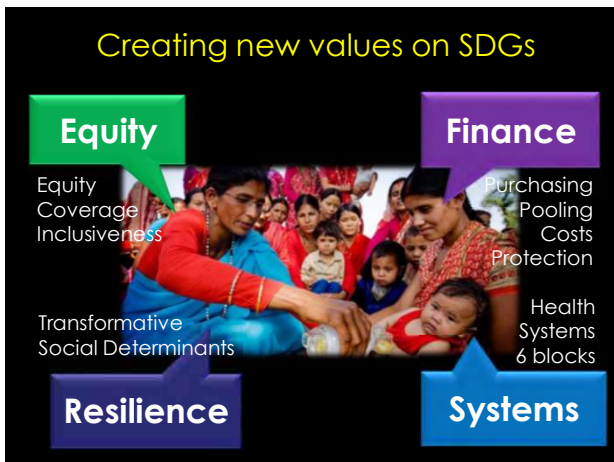 Creating new values on SDGs
Equity
Equity
Coverage
Inclusiveness
Finance
Purchasing
Pooling
Costs
Protection
Transformative
Social Determinants
Resilience
Health
Systems
6 blocks
Systems